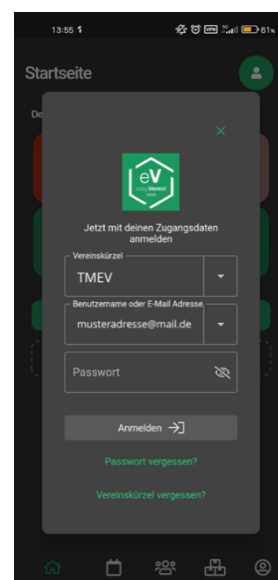 13:55
61%
Startseite
De
eV
easyVerein
Jetzt mit deinen Zugangsdaten
anmelden
Vereinskürzel
TMEV
Benutzername oder E-Mail Adresse
musteradresse@mail.de
Passwort
Anmelden
Passwort vergessen?
Vereinskürzel vergessen?